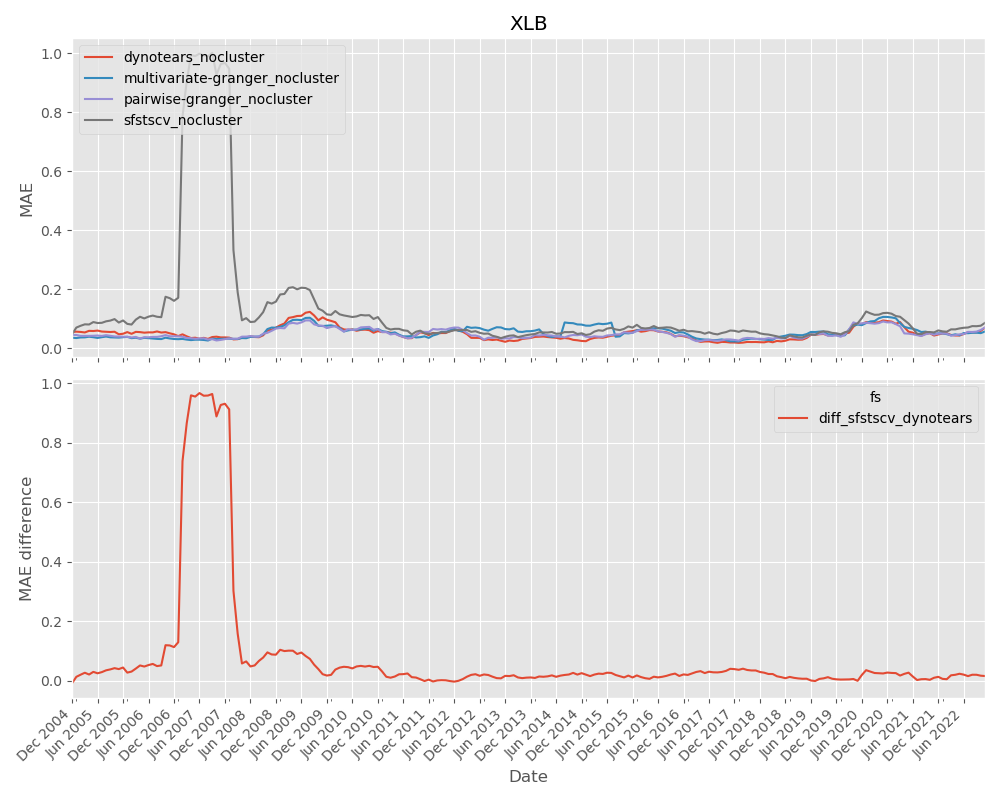 XLB
1.0
0.8
0.6
0.4
0.2
0.0
MAE
dynotears_nocluster
multivariate-granger_nocluster
pairwise-granger_nocluster
sfstscv_nocluster
1.0
0.8
0.6
0.4
0.2
0.0
MAE difference
fs
diff_sfstscv_dynotears
Dec 2004
Jun 2005
Dec 2005
Jun 2006
Dec 2006
Jun 2007
Dec 2007
Jun 2008
Dec 2008
Jun 2009
Dec 2009
Jun 2010
Dec 2010
Jun 2011
Dec 2011
Jun 2012
Dec 2012
Jun 2013
Dec 2013
Jun 2014
Dec 2014
Jun 2015
Dec 2015
Jun 2016
Dec 2016
Jun 2017
Dec 2017
Jun 2018
Dec 2018
Jun 2019
Dec 2019
Jun 2020
Dec 2020
Jun 2021
Dec 2021
Jun 2022
Date